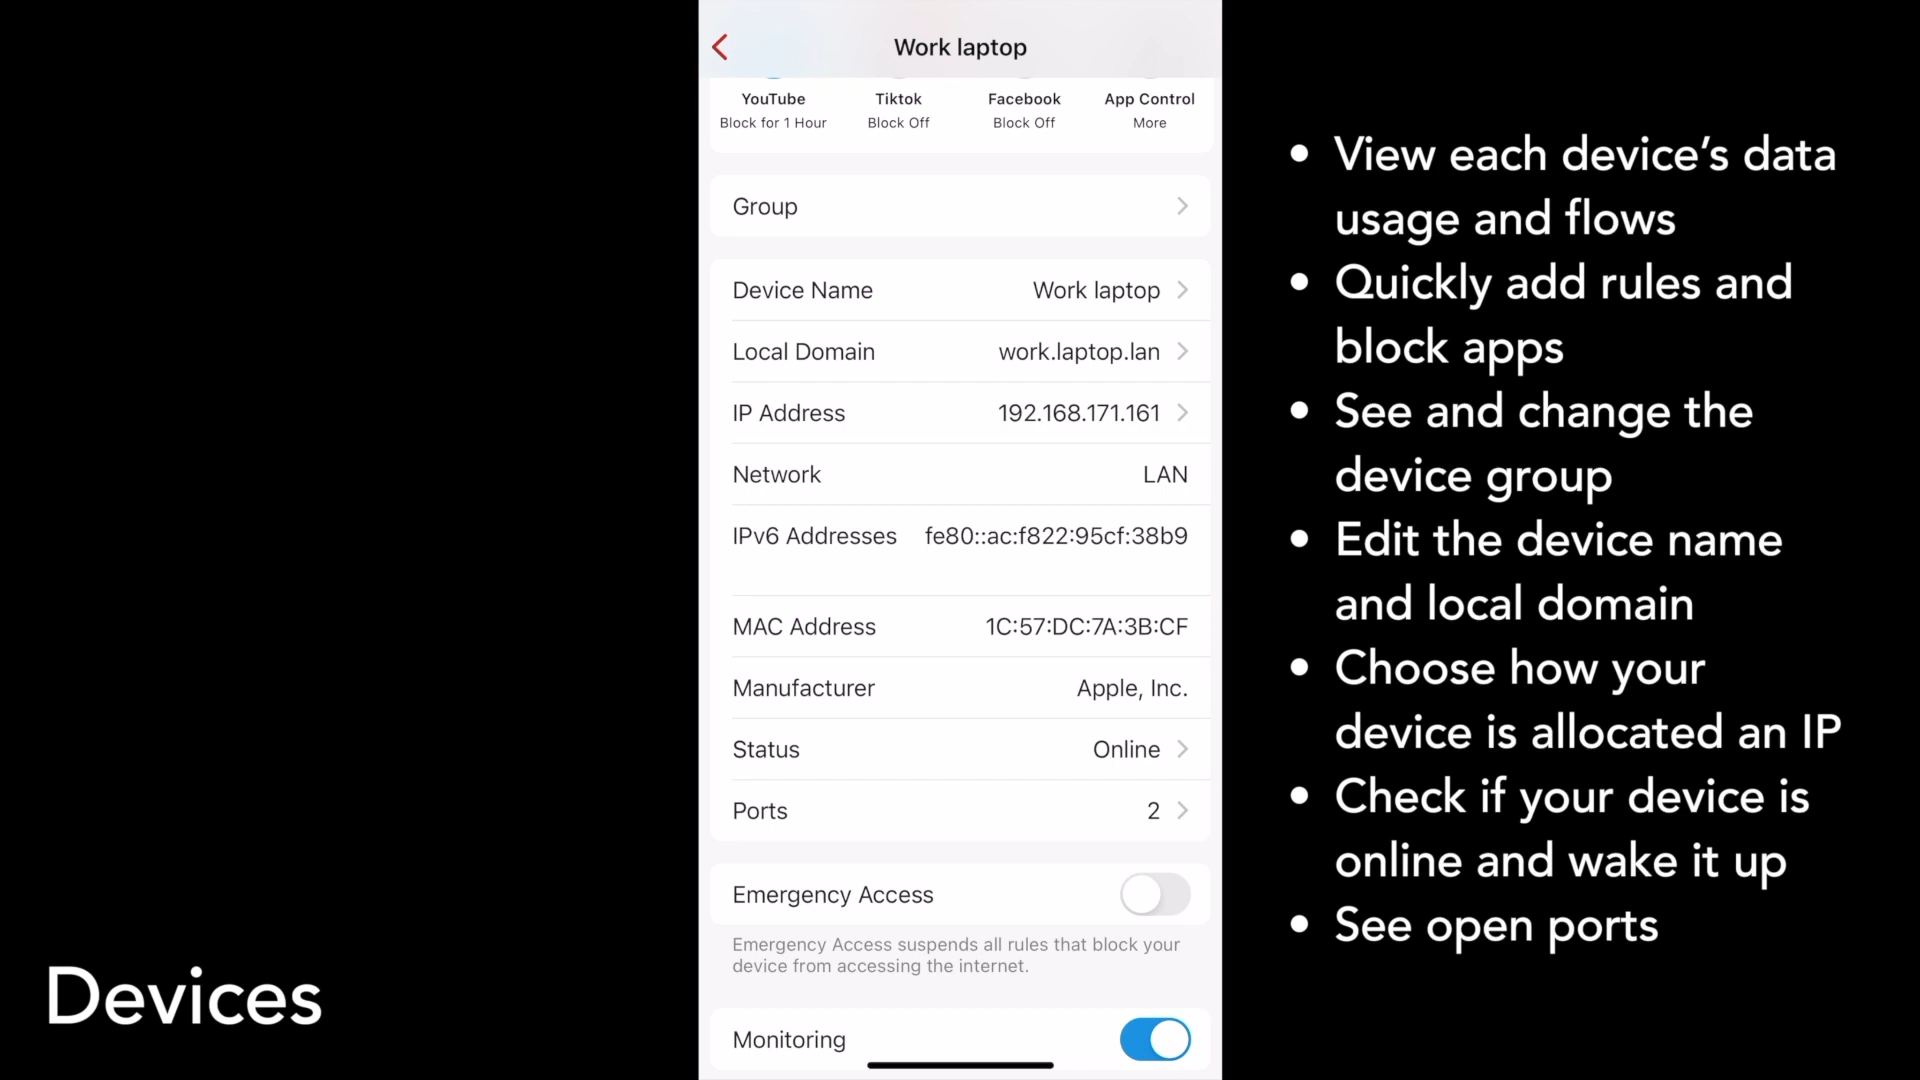 Work laptop
YouTube
Block for 1 Hour
Tiktok
Block Off
Facebook
Block Off
App Control
More
Group
Device Name Work laptop
Local Domain work.laptop.lan
IP Address 192.168.171.161
Network LAN
IPv6 Addresses fe80::ac:f822:95cf:38b9
MAC Address 1C:57:DC:7A:3B:CF
Manufacturer Apple, Inc.
Status Online
Ports 2
Emergency Access
Emergency Access suspends all rules that block your
device from accessing the internet.
Monitoring
• View each device’s data
usage and flows
• Quickly add rules and
block apps
• See and change the
device group
• Edit the device name
and local domain
• Choose how your
device is allocated an IP
• Check if your device is
online and wake it up
• See open ports
Devices